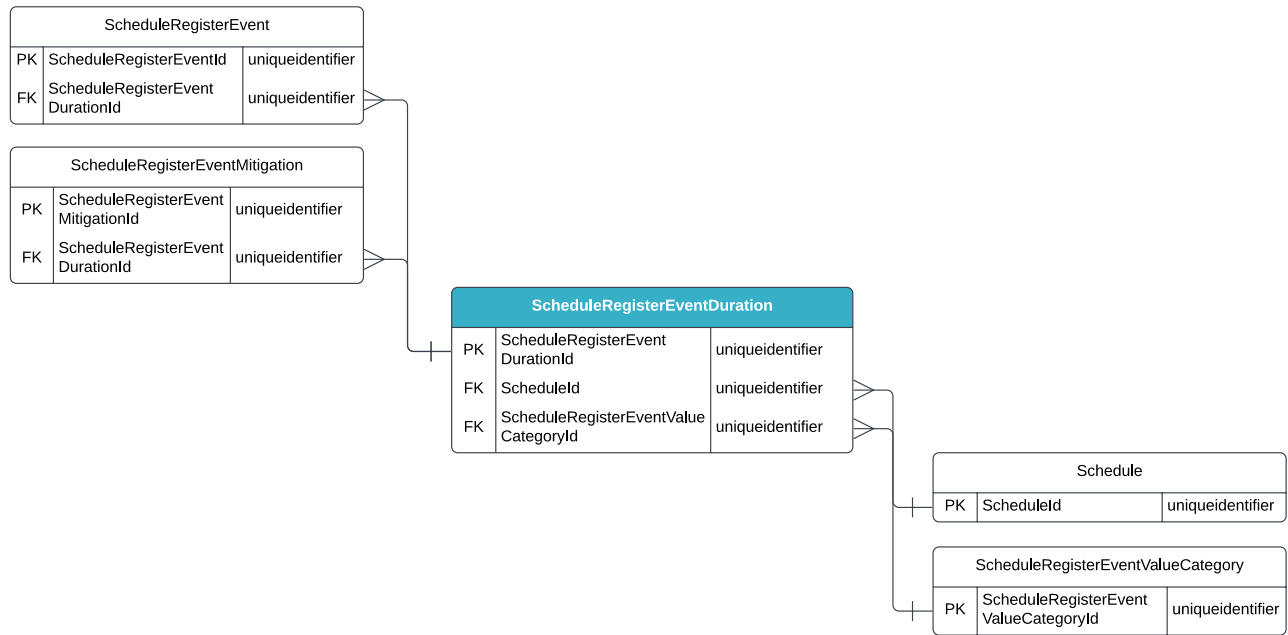 ScheduleRegisterEvent
PK ScheduleRegisterEventId uniqueidentifier
FK ScheduleRegisterEvent
DurationId uniqueidentifier
ScheduleRegisterEventMitigation
PK ScheduleRegisterEvent
MitigationId uniqueidentifier
FK ScheduleRegisterEvent
DurationId uniqueidentifier
ScheduleRegisterEventDuration
PK ScheduleRegisterEvent
DurationId uniqueidentifier
FK ScheduleId uniqueidentifier
FK ScheduleRegisterEventValue
CategoryId uniqueidentifier
Schedule
PK ScheduleId uniqueidentifier
ScheduleRegisterEventValueCategory
PK ScheduleRegisterEvent
ValueCategoryId uniqueidentifier